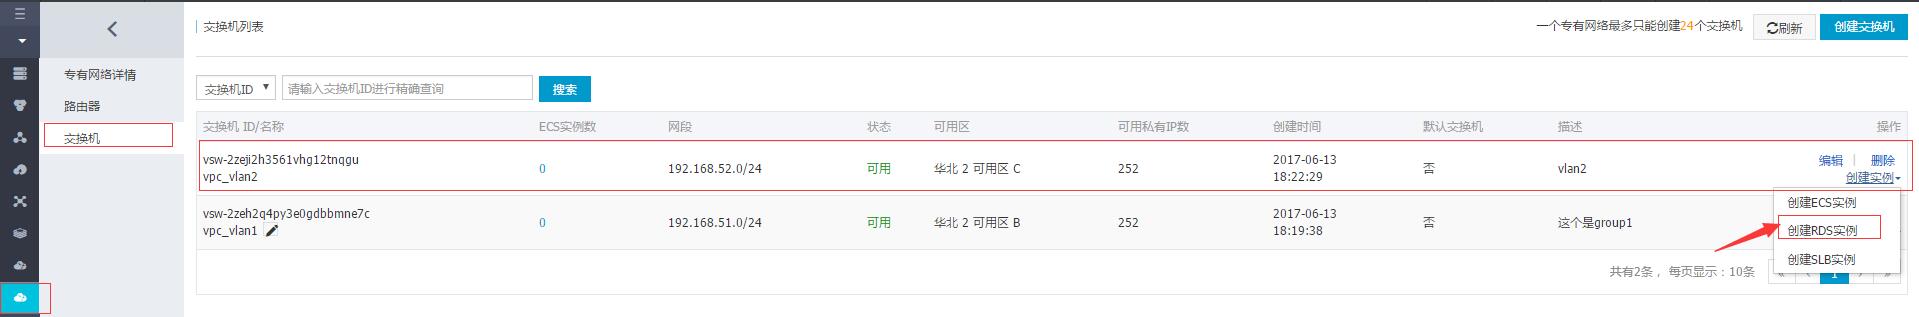 交换机列表
一个专有网络最多只能创建24个交换机
刷新
创建交换机
专有网络详情
路由器
交换机
交换机ID
请输入交换机ID进行精确查询
搜索
交换机 ID/名称 ECS实例数 网段 状态 可用区 可用私有IP数 创建时间 默认交换机 描述 操作
vsw-2zeji2h3561vhg12tnqgu
vpc_vlan2
0 192.168.52.0/24 可用 华北 2 可用区 C 252
2017-06-13
18:22:29
否 vlan2
编辑 | 删除
创建实例
vsw-2zeh2q4py3e0gdbbmne7c
vpc_vlan1
0 192.168.51.0/24 可用 华北 2 可用区 B 252
2017-06-13
18:19:38
否 这个是group1
创建ECS实例
创建RDS实例
创建SLB实例
共有2条， 每页显示：10条
« ‹ 1 › »